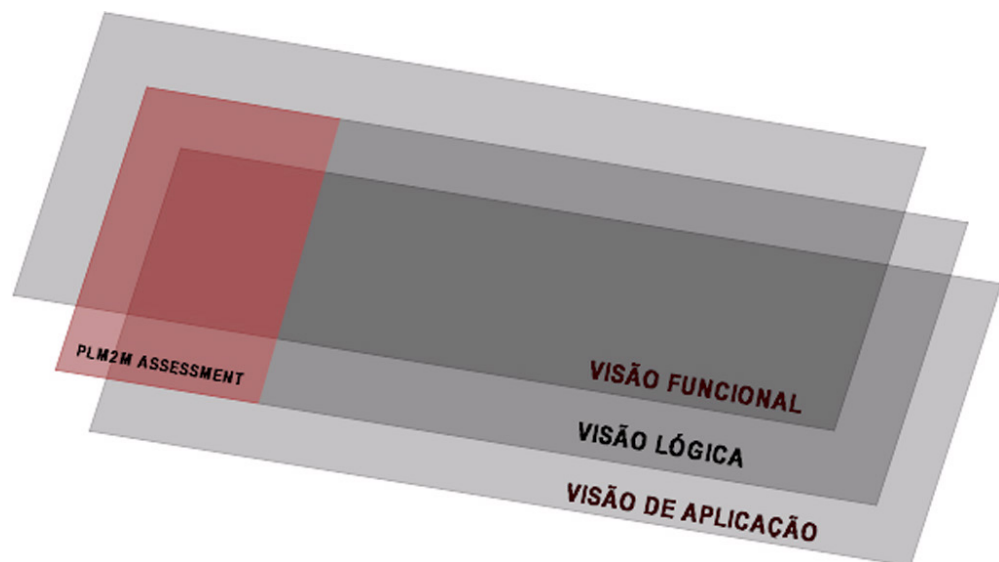 PLM2M ASSESSMENT
VISÃO FUNCIONAL
VISÃO LÓGICA
VISÃO DE APLICAÇÃO